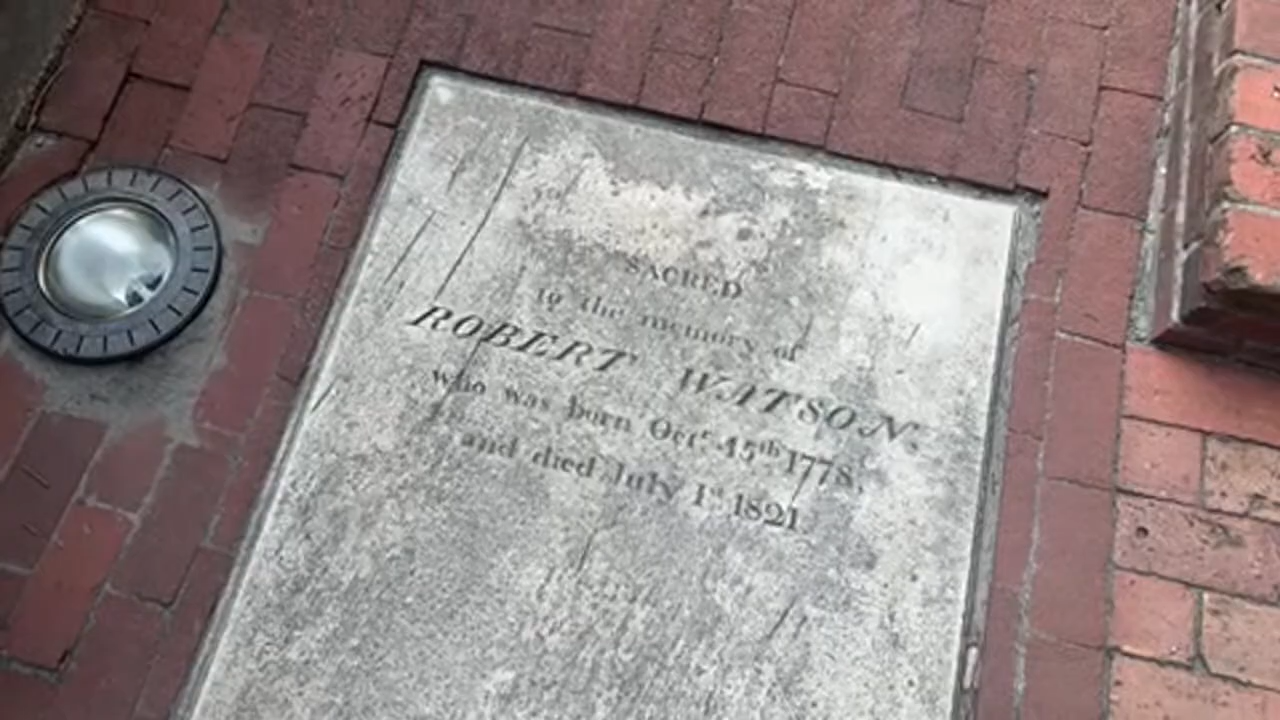 SACRED
to the memory of
ROBERT WATSON.
who was born Octr. 15th 1778,
and died July 1st 1821